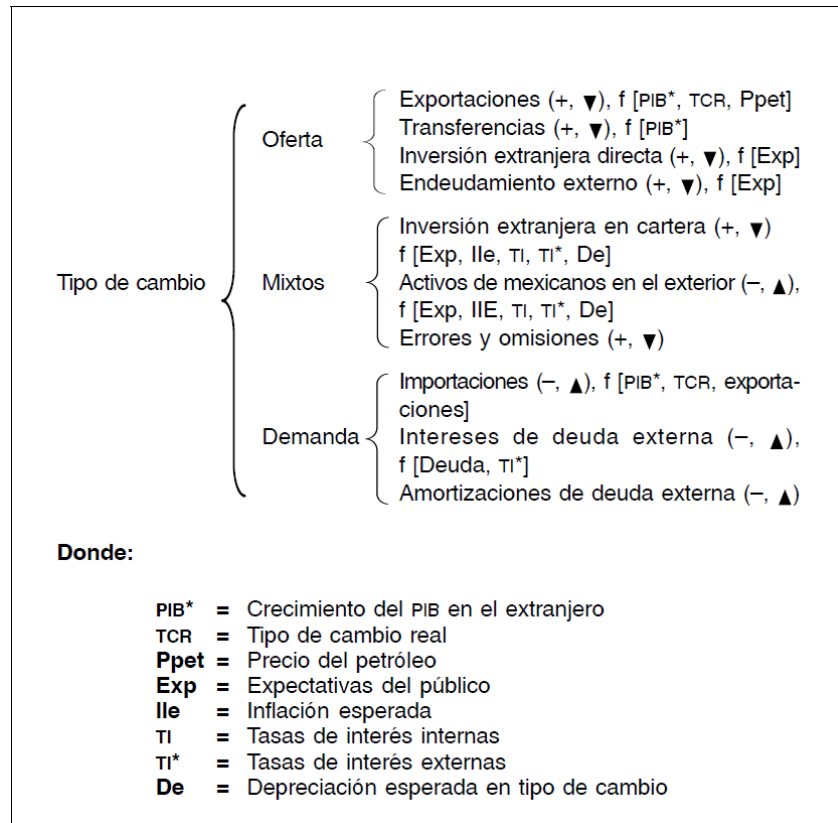 Exportaciones (+, ▼), f [PIB*, TCR, Ppet]
Oferta
Transferencias (+, ▼), f [PIB*]
Inversión extranjera directa (+, ▼), f [Exp]
Endeudamiento externo (+, ▼), f [Exp]
Tipo de cambio
Mixtos
Inversión extranjera en cartera (+, ▼)
f [Exp, IIe, TI, TI*, De]
Activos de mexicanos en el exterior (–, ▲),
f [Exp, IIE, TI, TI*, De]
Errores y omisiones (+, ▼)
Demanda
Importaciones (–, ▲), f [PIB*, TCR, exporta-
ciones]
Intereses de deuda externa (–, ▲),
f [Deuda, TI*]
Amortizaciones de deuda externa (–, ▲)
Donde:
PIB* = Crecimiento del PIB en el extranjero
TCR = Tipo de cambio real
Ppet = Precio del petróleo
Exp = Expectativas del público
IIe = Inflación esperada
TI = Tasas de interés internas
TI* = Tasas de interés externas
De = Depreciación esperada en tipo de cambio